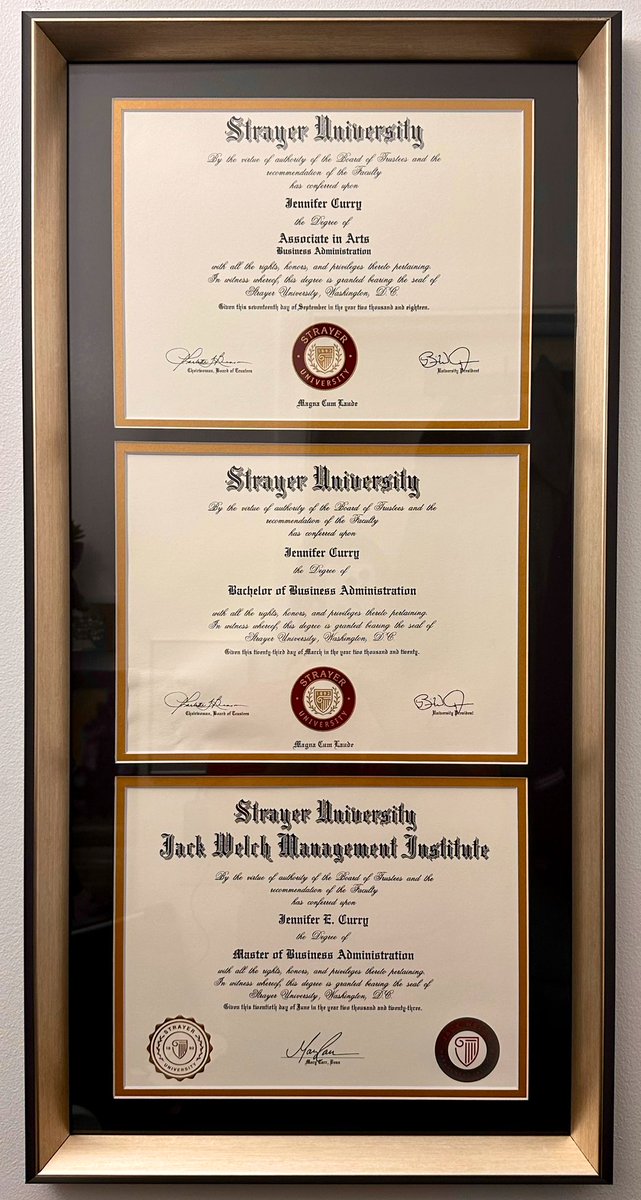 Strayer University
By the virtue of authority of the Board of Trustees and the
recommendation of the Faculty
has conferred upon
Jennifer Curry
the Degree of
Associate in Arts
Business Administration
with all the rights, honors, and privileges thereto pertaining.
In witness whereof, this degree is granted bearing the seal of
Strayer University, Washington, D.C.
Given this seventeenth day of September in the year two thousand and eighteen.
STRAYER
1892
UNIVERSITY
Chairwoman, Board of Trustees
University President
Magna Cum Laude
Strayer University
By the virtue of authority of the Board of Trustees and the
recommendation of the Faculty
has conferred upon
Jennifer Curry
the Degree of
Bachelor of Business Administration
with all the rights, honors, and privileges thereto pertaining.
In witness whereof, this degree is granted bearing the seal of
Strayer University, Washington, D.C.
Given this twenty-third day of March in the year two thousand and twenty.
STRAYER
1892
UNIVERSITY
Chairwoman, Board of Trustees
University President
Magna Cum Laude
Strayer University
Jack Welch Management Institute
By the virtue of authority of the Board of Trustees and the
recommendation of the Faculty
has conferred upon
Jennifer E. Curry
the Degree of
Master of Business Administration
with all the rights, honors, and privileges thereto pertaining.
In witness whereof, this degree is granted bearing the seal of
Strayer University, Washington, D.C.
Given this twentieth day of June in the year two thousand and twenty-three.
STRAYER
1892
UNIVERSITY
Mary Carr, Dean